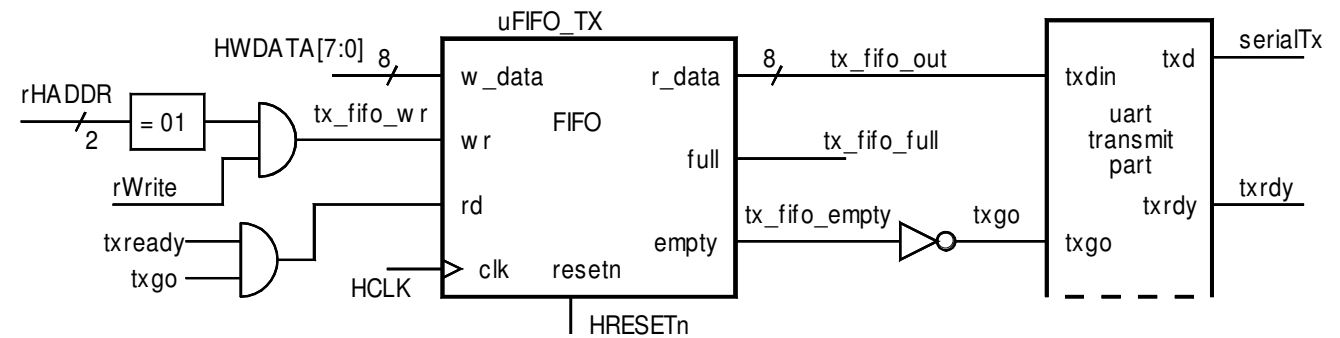 uFIFO_TX
HWDATA[7:0]
8
w_data
r_data
8
tx_fifo_out
txdin
txd
serialTx
rHADDR
2
= 01
tx_fifo_wr
wr
FIFO
full
tx_fifo_full
uart
transmit
part
rWrite
rd
txrdy
txrdy
txready
txgo
empty
tx_fifo_empty
txgo
txgo
HCLK
clk
resetn
HRESETn